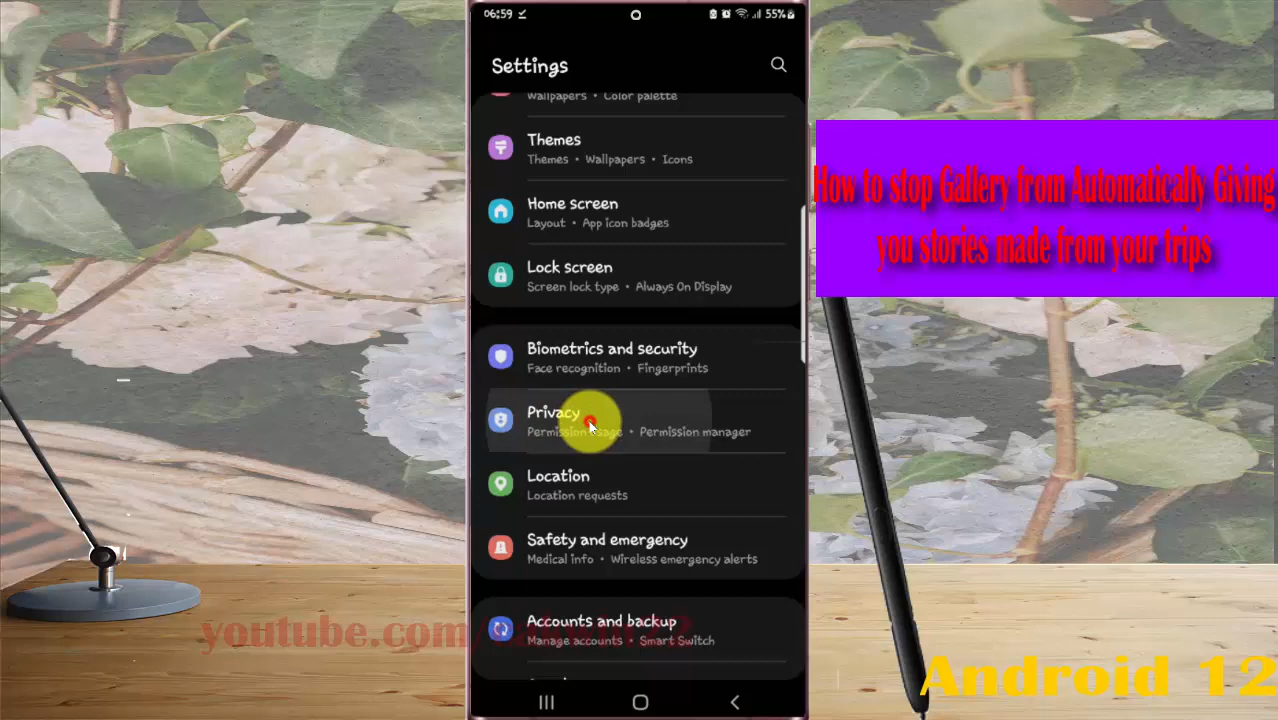 06:59
55%
Settings
Wallpapers • Color palette
Themes
Themes • Wallpapers • Icons
Home screen
Layout • App icon badges
Lock screen
Screen lock type • Always On Display
Biometrics and security
Face recognition • Fingerprints
Privacy
Permission usage • Permission manager
Location
Location requests
Safety and emergency
Medical info • Wireless emergency alerts
Accounts and backup
Manage accounts • Smart Switch
How to stop Gallery from Automatically Giving
you stories made from your trips
youtube.com/
Android 12